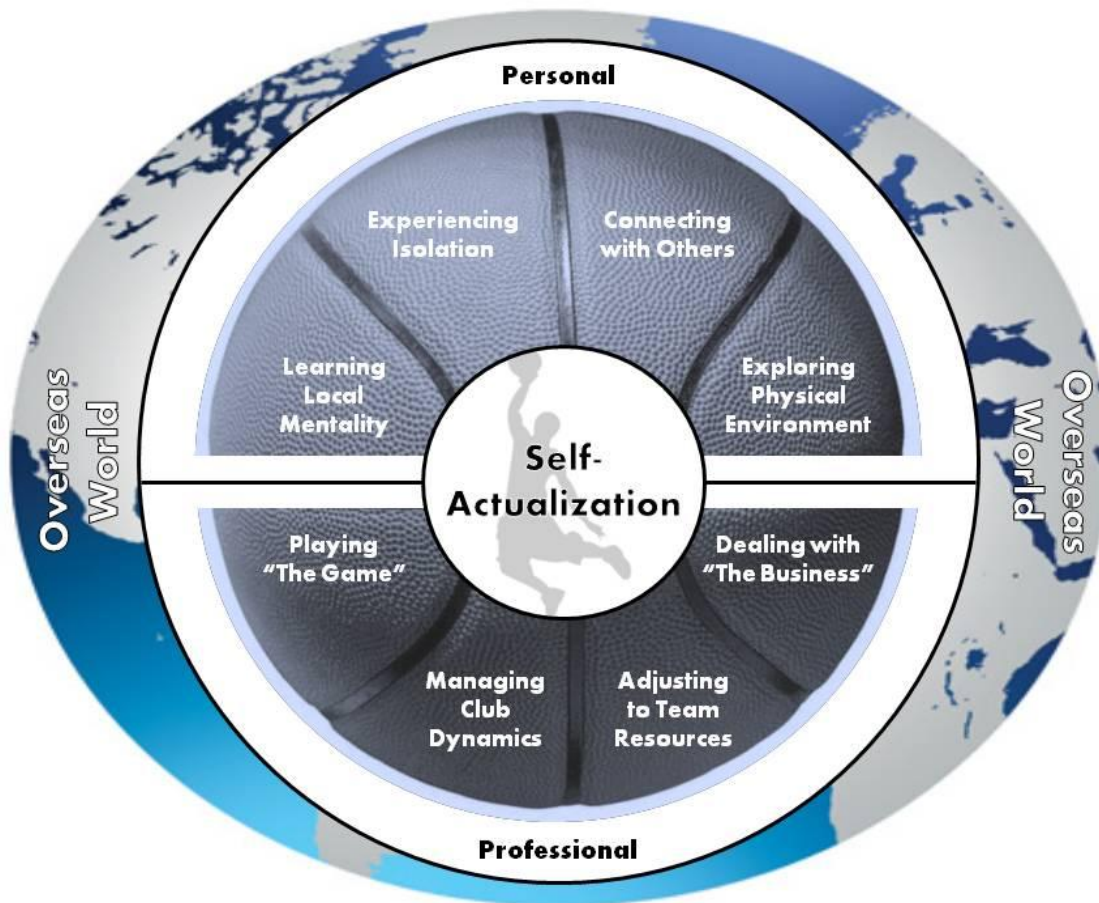 Personal
Experiencing
Isolation
Connecting
with Others
Learning
Local
Mentality
Exploring
Physical
Environment
Overseas
World
Overseas
World
Self-
Actualization
Playing
“The Game”
Dealing with
“The Business”
Managing
Club
Dynamics
Adjusting
to Team
Resources
Professional